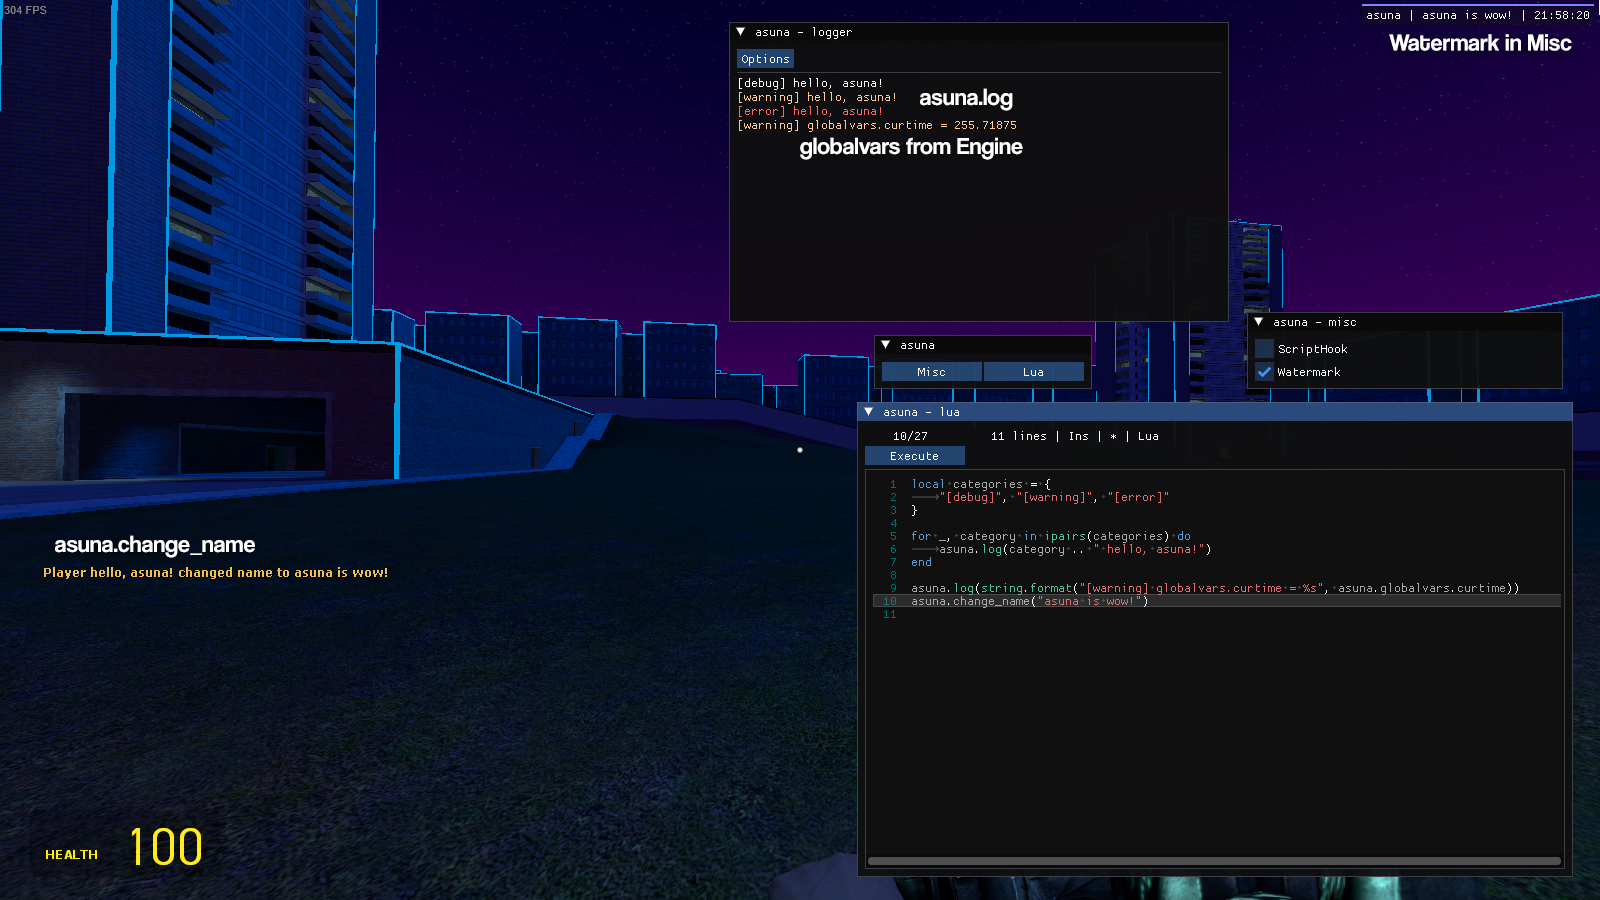 304 FPS
asuna | asuna is wow! | 21:58:20
Watermark in Misc
asuna - logger
Options
[debug] hello, asuna!
[warning] hello, asuna!
asuna.log
[error] hello, asuna!
[warning] globalvars.curtime = 255.71875
globalvars from Engine
asuna
Misc Lua
asuna - misc
ScriptHook
Watermark
asuna - lua
10/27 11 lines | Ins | * | Lua
Execute
1 local categories = {
2 "[debug]", "[warning]", "[error]"
3 }
4
5 for _, category in ipairs(categories) do
6 asuna.log(category .. " hello, asuna!")
7 end
8
9 asuna.log(string.format("[warning] globalvars.curtime = %s", asuna.globalvars.curtime))
10 asuna.change_name("asuna is wow!")
11
asuna.change_name
Player hello, asuna! changed name to asuna is wow!
HEALTH 100